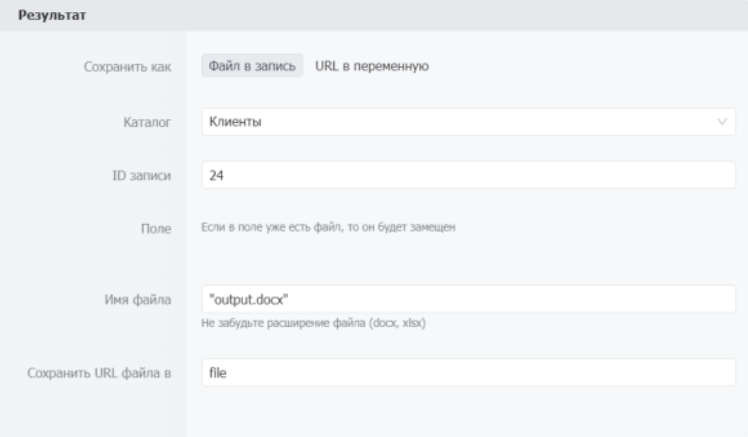 Результат
Сохранить как Файл в запись URL в переменную
Каталог Клиенты
ID записи 24
Поле Если в поле уже есть файл, то он будет замещен
Имя файла "output.docx"
Не забудьте расширение файла (docx, xlsx)
Сохранить URL файла в file